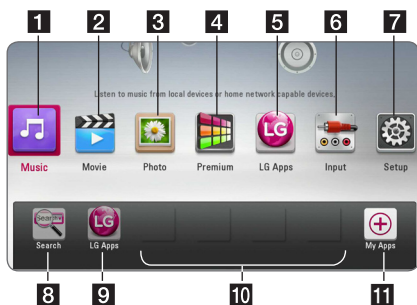 1 2 3 4 5 6 7
Listen to music from local devices or home network capable devices.
LG
Music Movie Photo Premium LG Apps Input Setup
Search LG
Search LG Apps My Apps
8 9 10 11